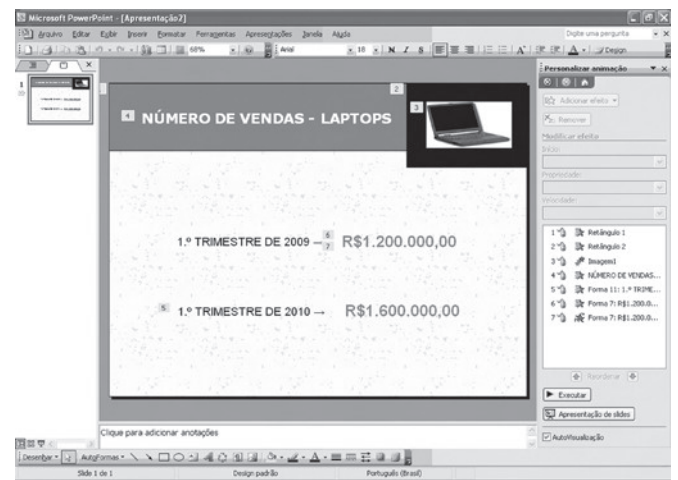 Microsoft PowerPoint - [Apresentação2]
Arquivo Editar Exibir Inserir Formatar Ferramentas Apresentações Janela Ajuda
Digite uma pergunta
68% Arial 18 N I S Design
1
2
3
4 NÚMERO DE VENDAS - LAPTOPS
1.º TRIMESTRE DE 2009 – 6 7 R$1.200.000,00
5 1.º TRIMESTRE DE 2010 → R$1.600.000,00
Personalizar animação
Adicionar efeito
Remover
Modificar efeito
Início:
Propriedade:
Velocidade:
1 Retângulo 1
2 Retângulo 2
3 Imagem1
4 NÚMERO DE VENDAS...
5 Forma 11: 1.º TRIME...
6 Forma 7: R$1.200.0...
7 Forma 7: R$1.200.0...
Reordenar
Executar
Apresentação de slides
AutoVisualização
Clique para adicionar anotações
Desenhar AutoFormas
Slide 1 de 1 Design padrão Português (Brasil)